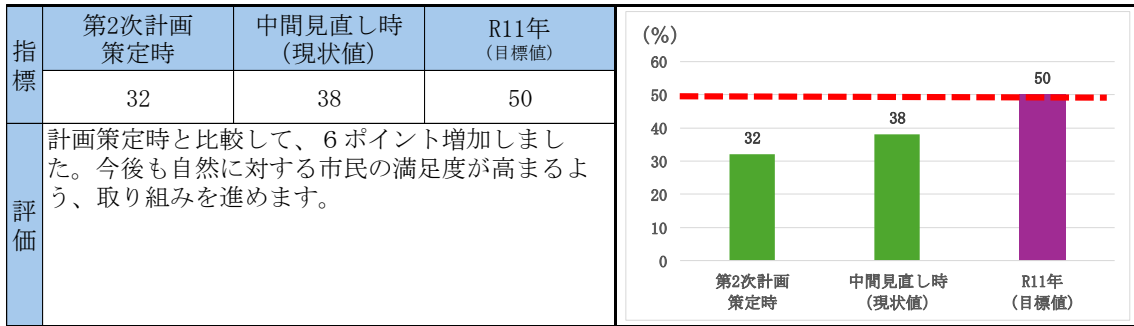 指標
第2次計画
策定時
中間見直し時
(現状値)
R11年
(目標値)
32
38
50
評価
計画策定時と比較して、６ポイント増加しまし
た。今後も自然に対する市民の満足度が高まるよ
う、取り組みを進めます。
(%)
60
50
40
30
20
10
0
32
38
50
第2次計画
策定時
中間見直し時
(現状値)
R11年
(目標値)